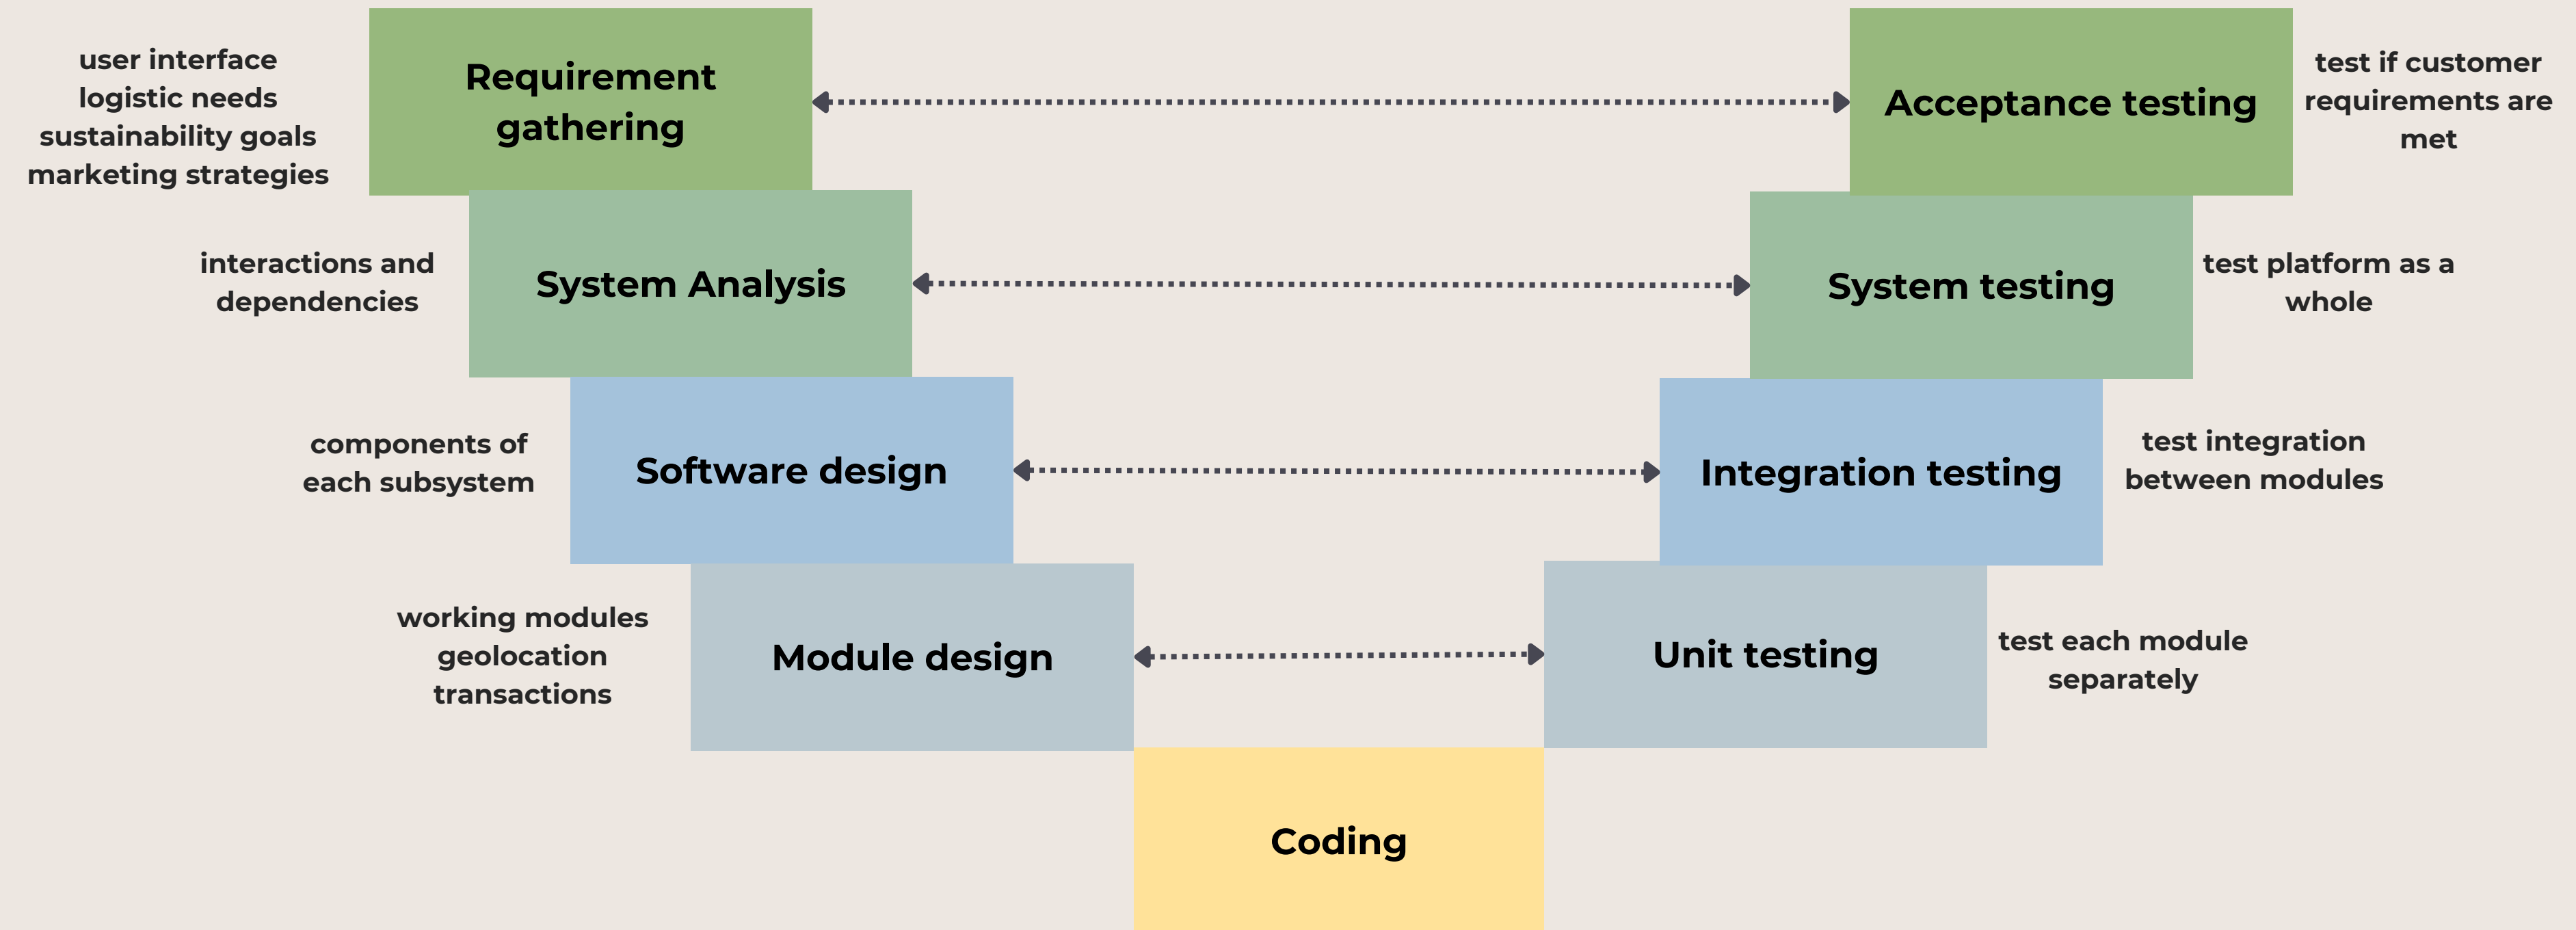 user interface
logistic needs
sustainability goals
marketing strategies
Requirement
gathering
Acceptance testing
test if customer
requirements are
met
interactions and
dependencies
System Analysis
System testing
test platform as a
whole
components of
each subsystem
Software design
Integration testing
test integration
between modules
working modules
geolocation
transactions
Module design
Unit testing
test each module
separately
Coding